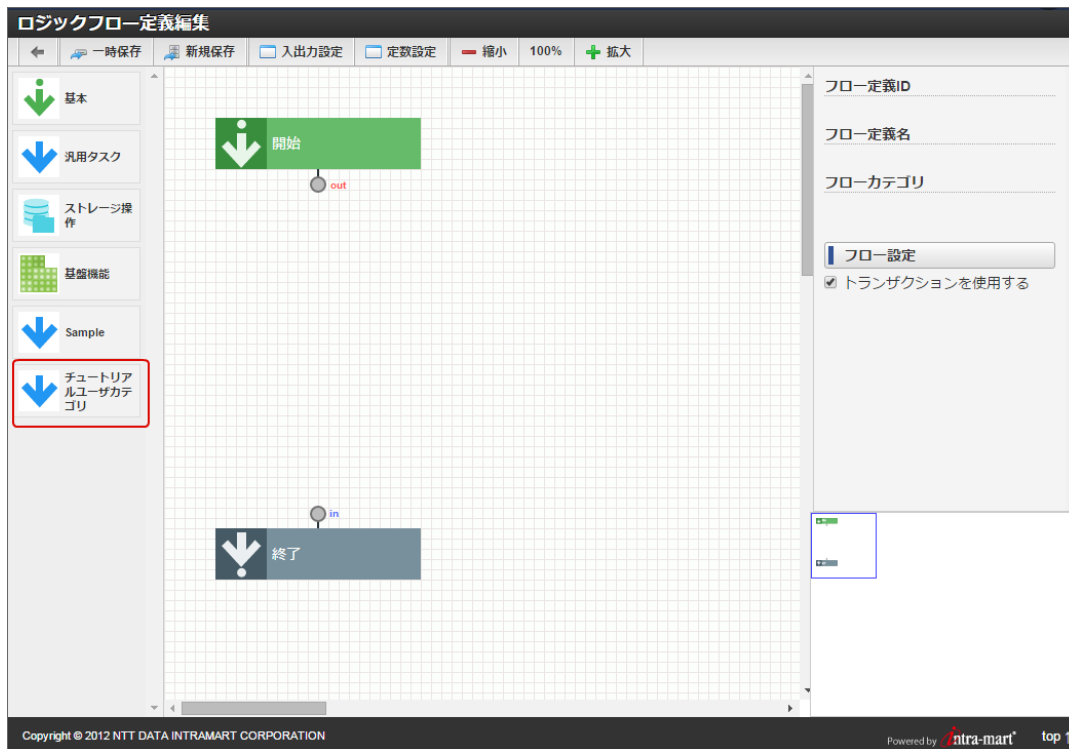 ロジックフロー定義編集
一時保存 新規保存 入出力設定 定数設定 縮小 100% 拡大
基本
汎用タスク
ストレージ操
作
基盤機能
Sample
チュートリア
ルユーザカテ
ゴリ
開始
out
in
終了
フロー定義ID
フロー定義名
フローカテゴリ
フロー設定
トランザクションを使用する
Copyright © 2012 NTT DATA INTRAMART CORPORATION
Powered by intra-mart
top ↑